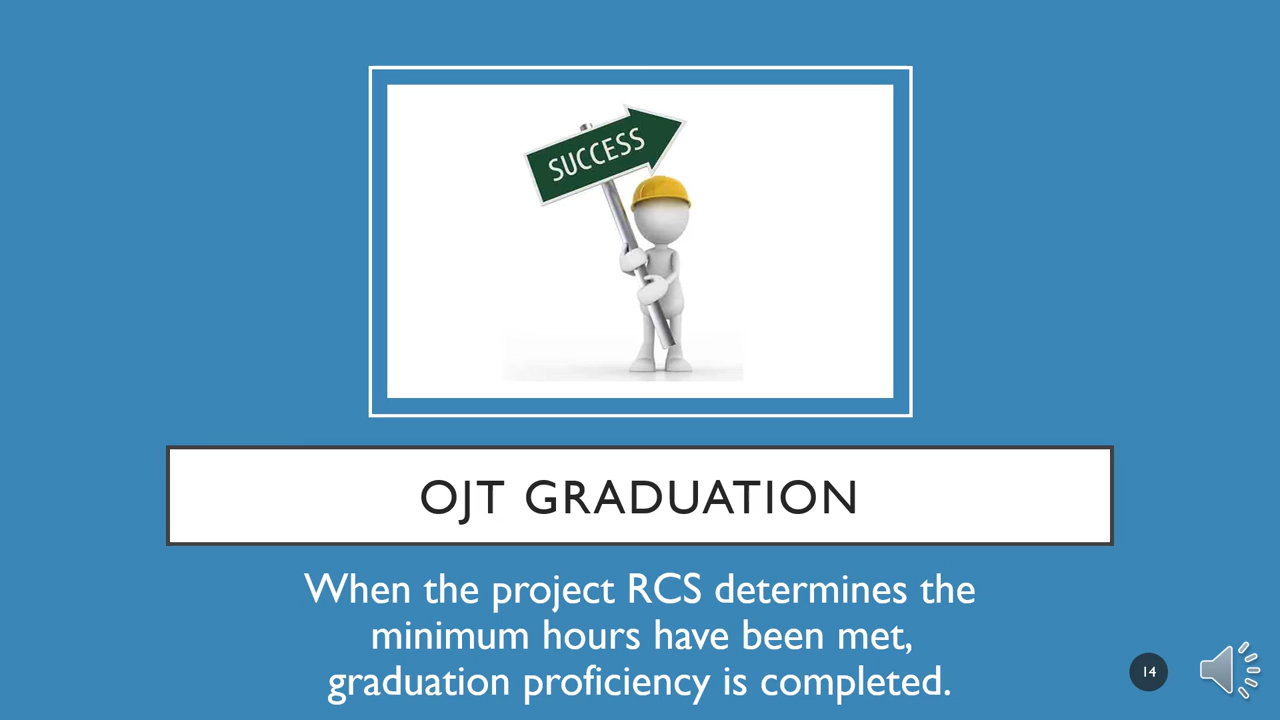 SUCCESS
OJT GRADUATION
When the project RCS determines the
minimum hours have been met,
graduation proficiency is completed.
14